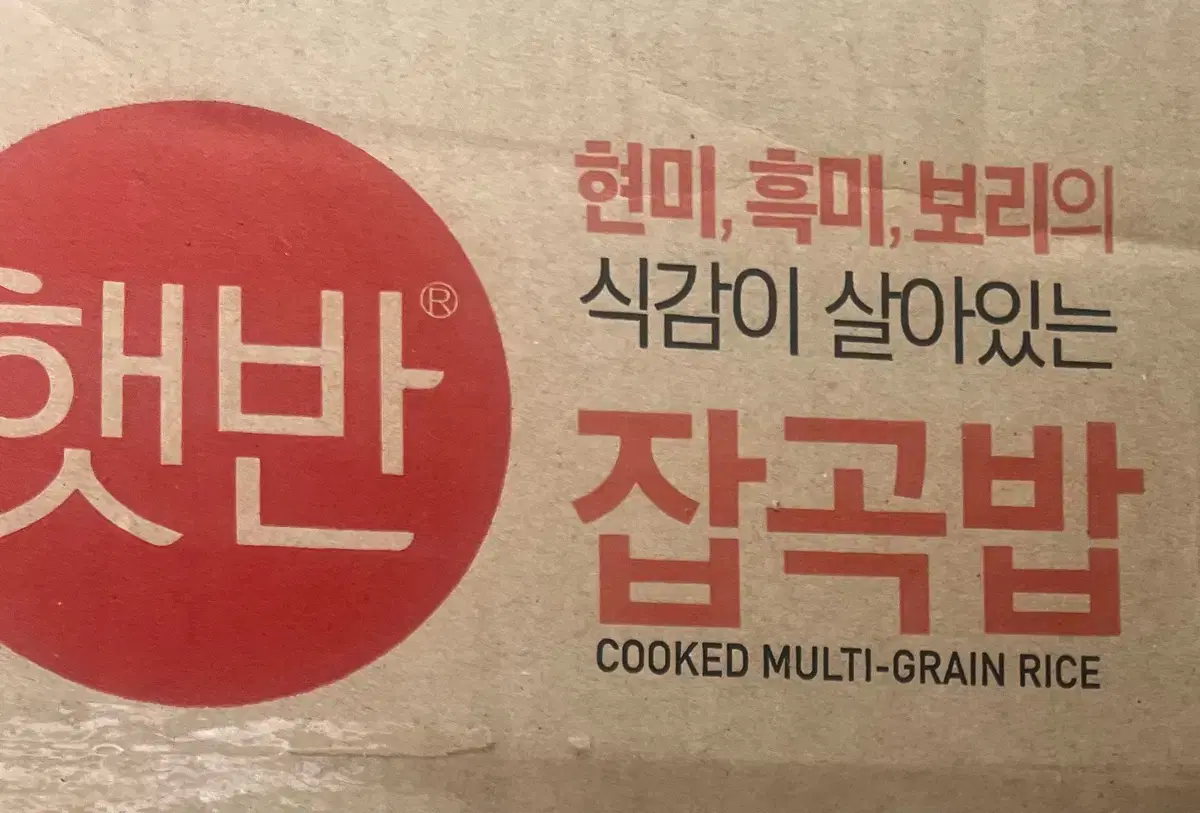 햇반®
현미, 흑미, 보리의
식감이 살아있는
잡곡밥
COOKED MULTI-GRAIN RICE